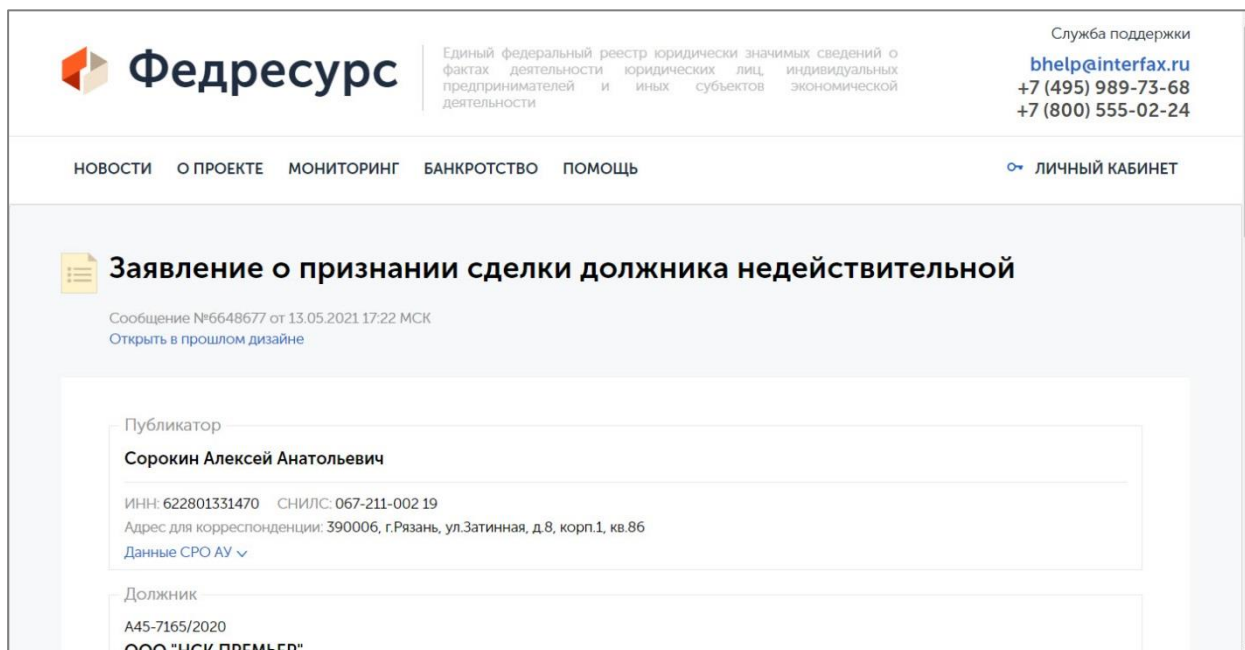 Федресурс
Единый федеральный реестр юридически значимых сведений о
фактах деятельности юридических лиц, индивидуальных
предпринимателей и иных субъектов экономической
деятельности
Служба поддержки
bhelp@interfax.ru
+7 (495) 989-73-68
+7 (800) 555-02-24
НОВОСТИ О ПРОЕКТЕ МОНИТОРИНГ БАНКРОТСТВО ПОМОЩЬ ЛИЧНЫЙ КАБИНЕТ
Заявление о признании сделки должника недействительной
Сообщение №6648677 от 13.05.2021 17:22 МСК
Открыть в прошлом дизайне
Публикатор
Сорокин Алексей Анатольевич
ИНН: 622801331470 СНИЛС: 067-211-002 19
Адрес для корреспонденции: 390006, г.Рязань, ул.Затинная, д.8, корп.1, кв.86
Данные СРО АУ
Должник
А45-7165/2020
ООО "НСК ПРЕМЬЕР"